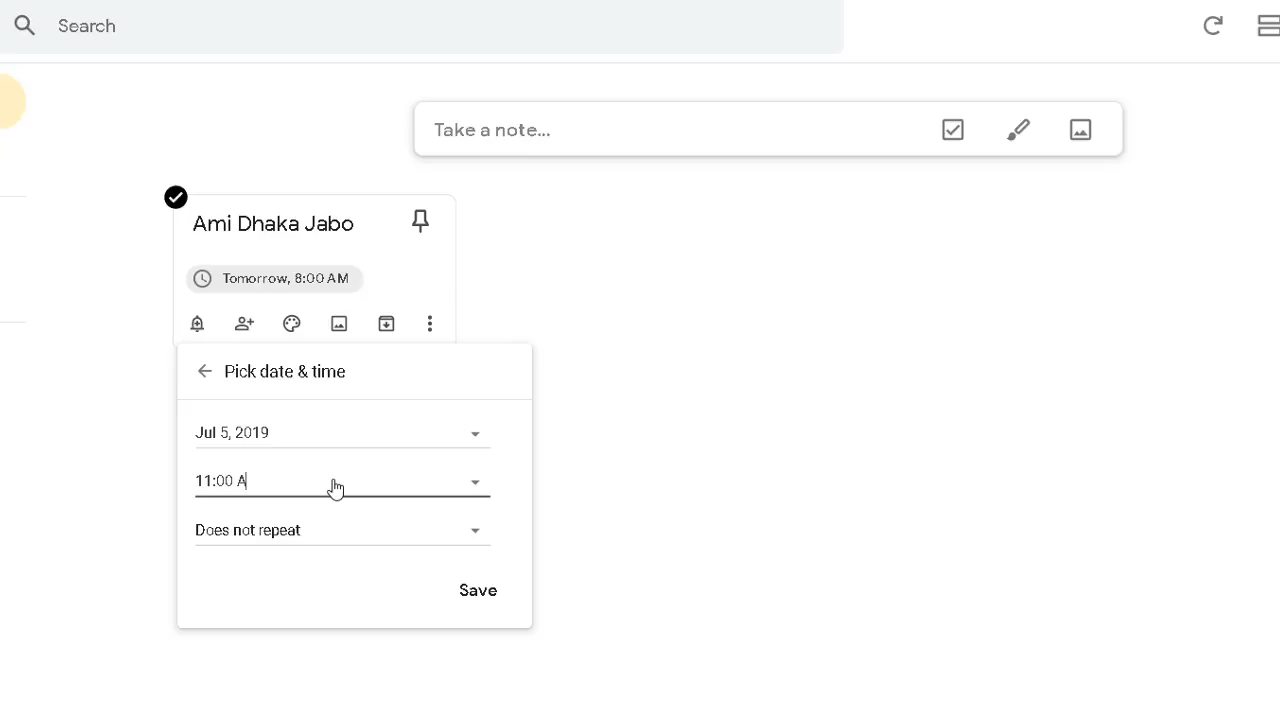 Search
Take a note...
Ami Dhaka Jabo
Tomorrow, 8:00 AM
Pick date & time
Jul 5, 2019
11:00 A
Does not repeat
Save